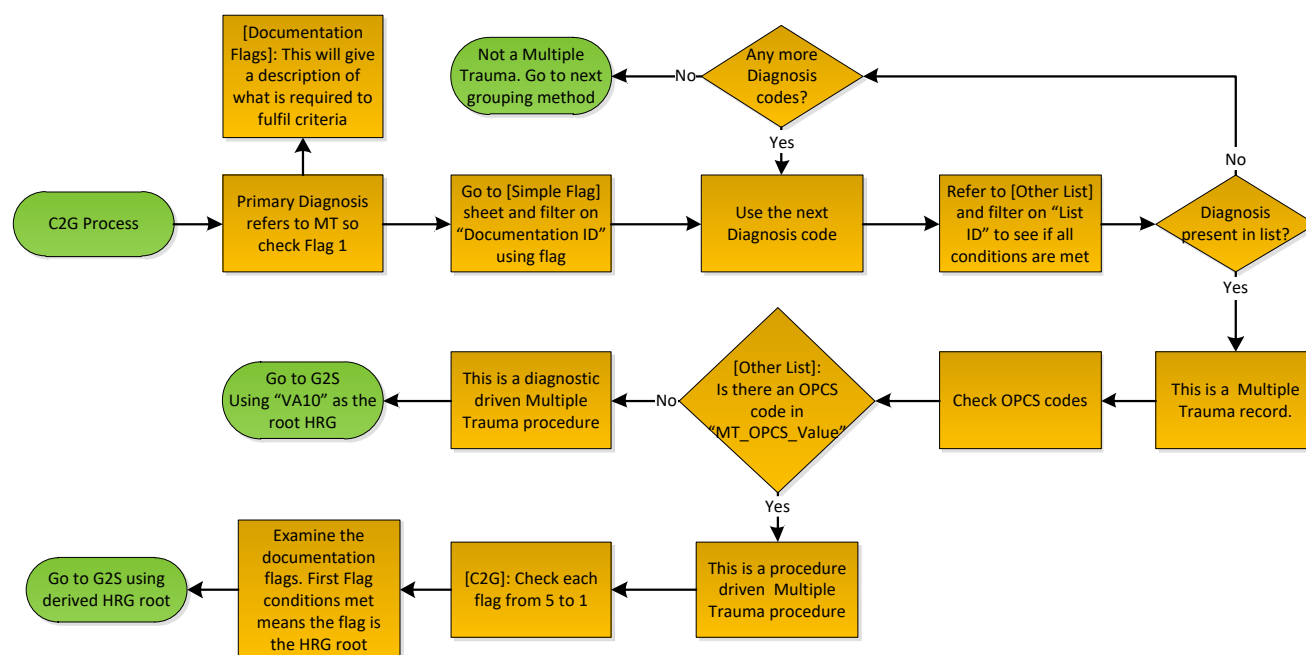 [Documentation
Flags]: This will give
a description of
what is required to
fulfil criteria
Not a Multiple
Trauma. Go to next
grouping method
No
Any more
Diagnosis
codes?
Yes
No
C2G Process
Primary Diagnosis
refers to MT so
check Flag 1
Go to [Simple Flag]
sheet and filter on
“Documentation ID”
using flag
Use the next
Diagnosis code
Refer to [Other List]
and filter on “List
ID” to see if all
conditions are met
Diagnosis
present in list?
Yes
Go to G2S
Using “VA10” as the
root HRG
This is a diagnostic
driven Multiple
Trauma procedure
No
[Other List]:
Is there an OPCS
code in
“MT_OPCS_Value”
Check OPCS codes
This is a  Multiple
Trauma record.
Yes
Go to G2S using
derived HRG root
Examine the
documentation
flags. First Flag
conditions met
means the flag is
the HRG root
[C2G]: Check each
flag from 5 to 1
This is a procedure
driven  Multiple
Trauma procedure